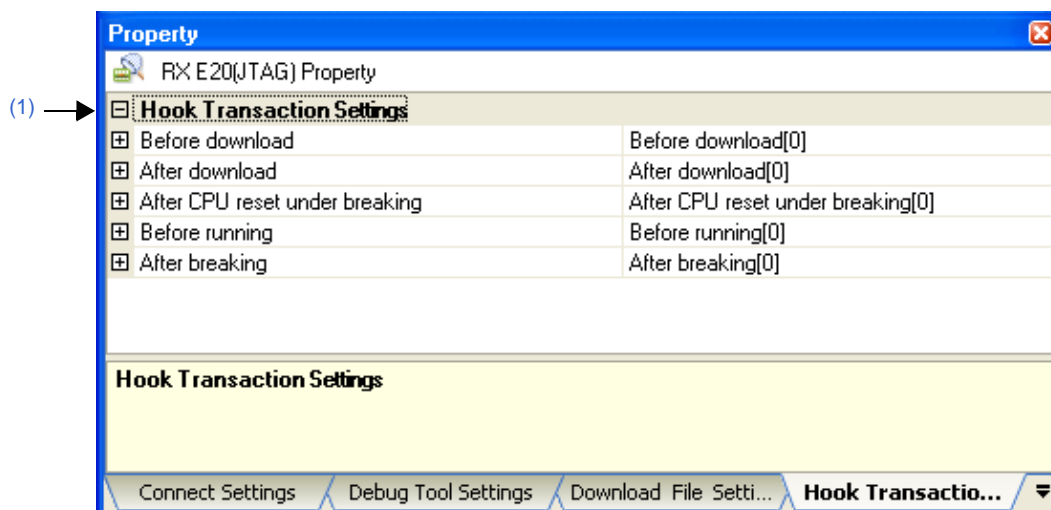 Property
RX E20(JTAG) Property
(1)
Hook Transaction Settings
Before download Before download[0]
After download After download[0]
After CPU reset under breaking After CPU reset under breaking[0]
Before running Before running[0]
After breaking After breaking[0]
Hook Transaction Settings
Connect Settings Debug Tool Settings Download File Setti... Hook Transactio...